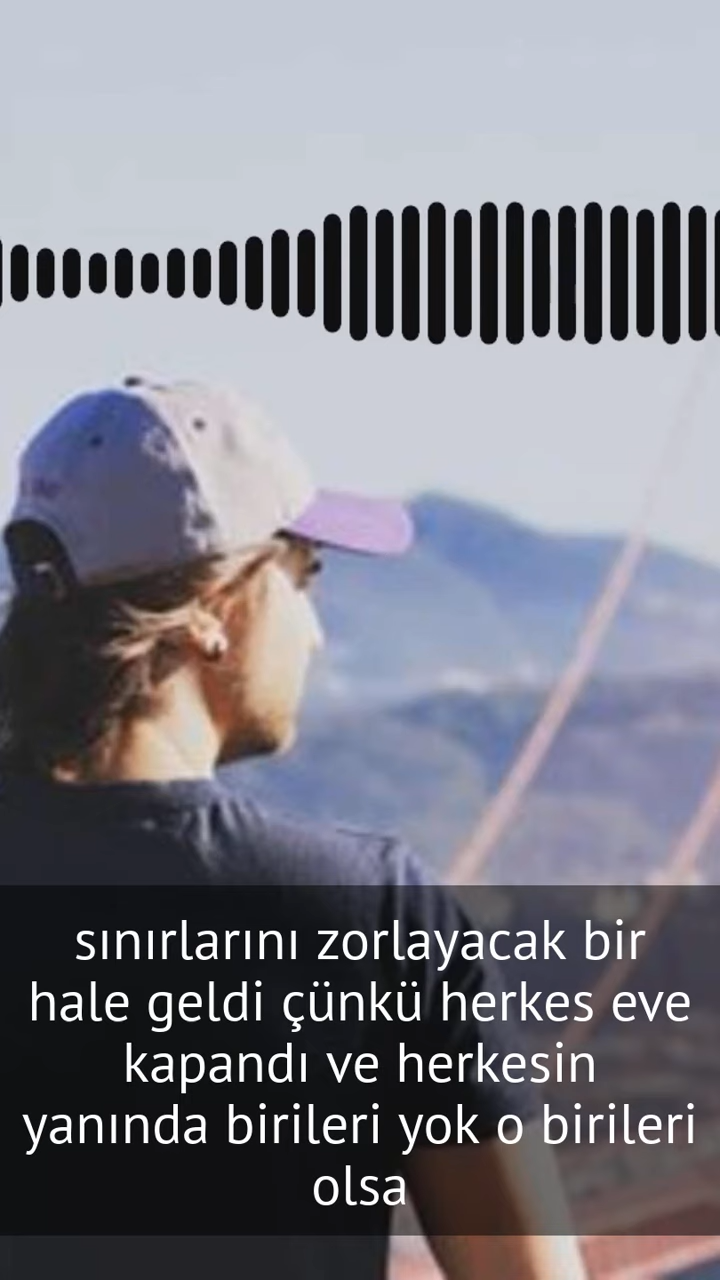 sınırlarını zorlayacak bir
hale geldi çünkü herkes eve
kapandı ve herkesin
yanında birileri yok o birileri
olsa